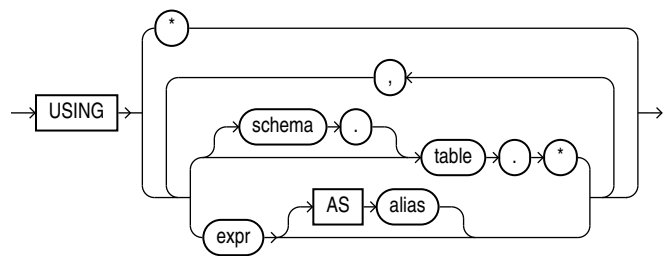 *
,
USING
schema .
table . *
AS alias
expr